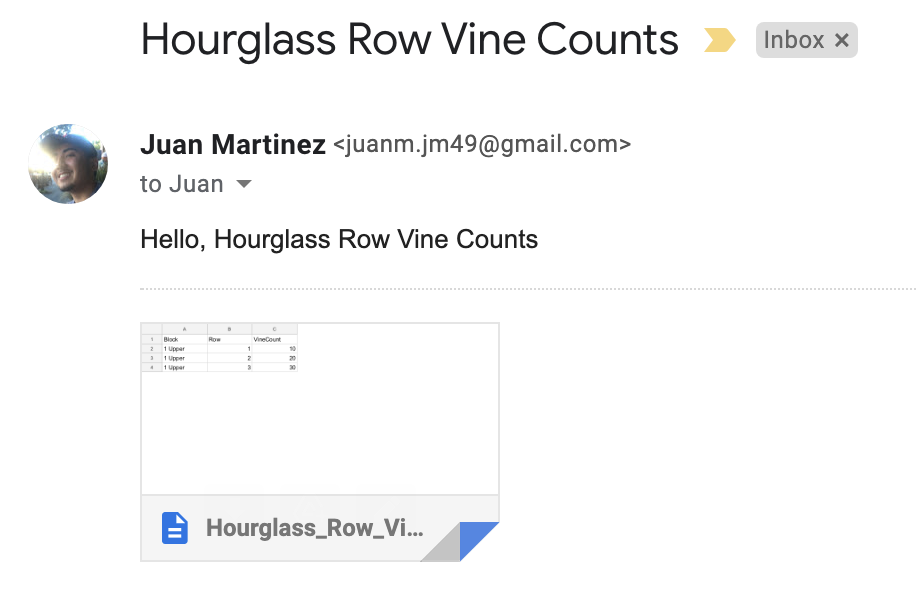 Hourglass Row Vine Counts Inbox ×
Juan Martinez <juanm.jm49@gmail.com>
to Juan
Hello, Hourglass Row Vine Counts
A B C
1 Block Row VineCount
2 1 Upper 1 10
3 1 Upper 2 20
4 1 Upper 3 30
Hourglass_Row_Vi...